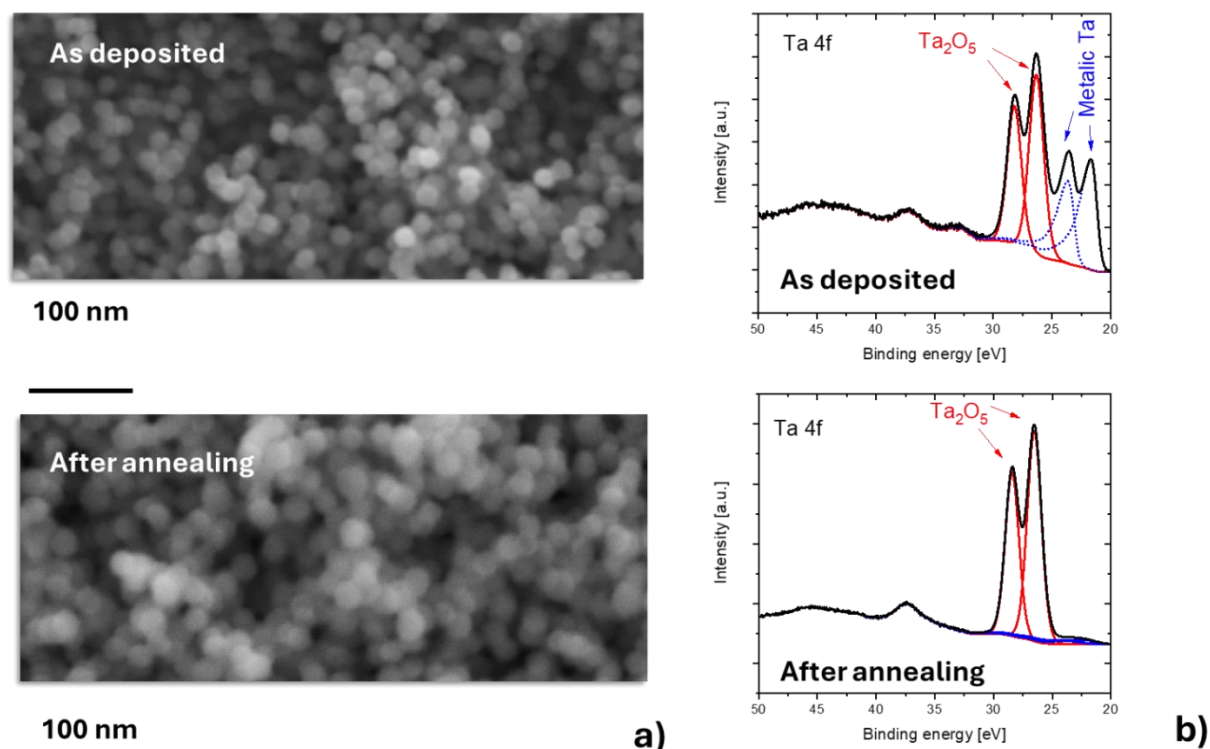 As deposited
100 nm
After annealing
100 nm
a)
Ta 4f
Ta₂O₅
Metalic Ta
Intensity [a.u.]
As deposited
50 45 40 35 30 25 20
Binding energy [eV]
Ta 4f
Ta₂O₅
Intensity [a.u.]
After annealing
50 45 40 35 30 25 20
Binding energy [eV]
b)